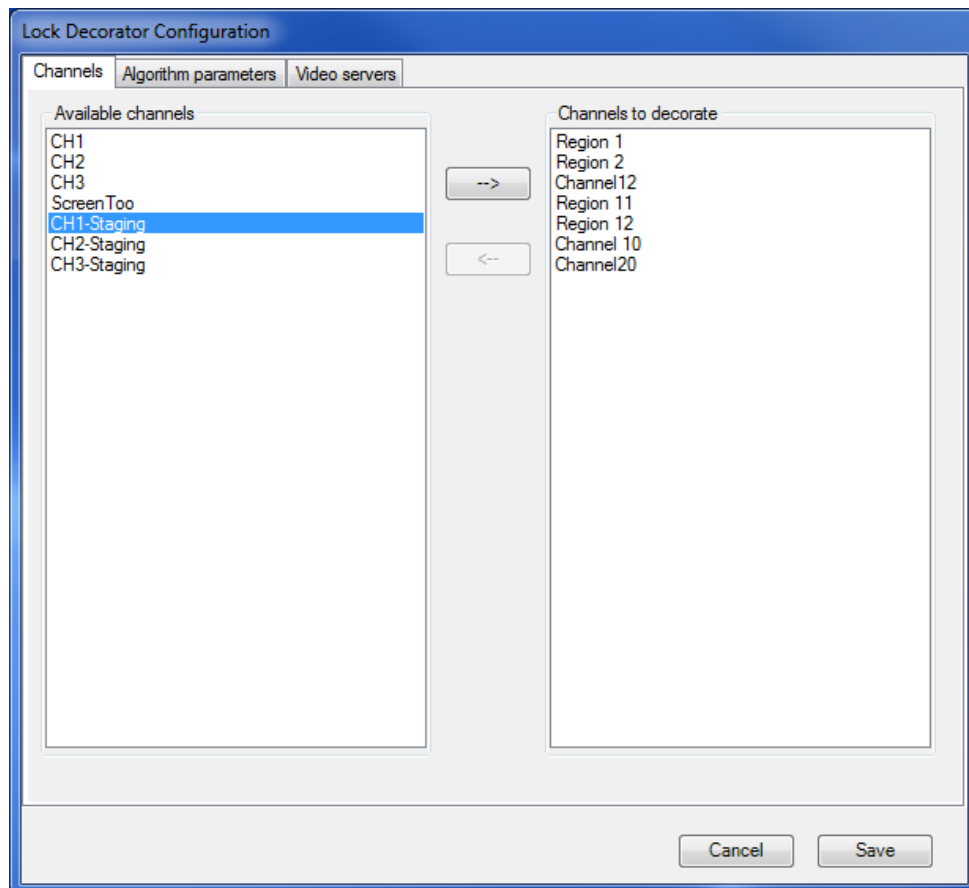 Lock Decorator Configuration
Channels
Algorithm parameters
Video servers
Available channels
CH1
CH2
CH3
ScreenToo
CH1-Staging
CH2-Staging
CH3-Staging
-->
<--
Channels to decorate
Region 1
Region 2
Channel12
Region 11
Region 12
Channel 10
Channel20
Cancel
Save